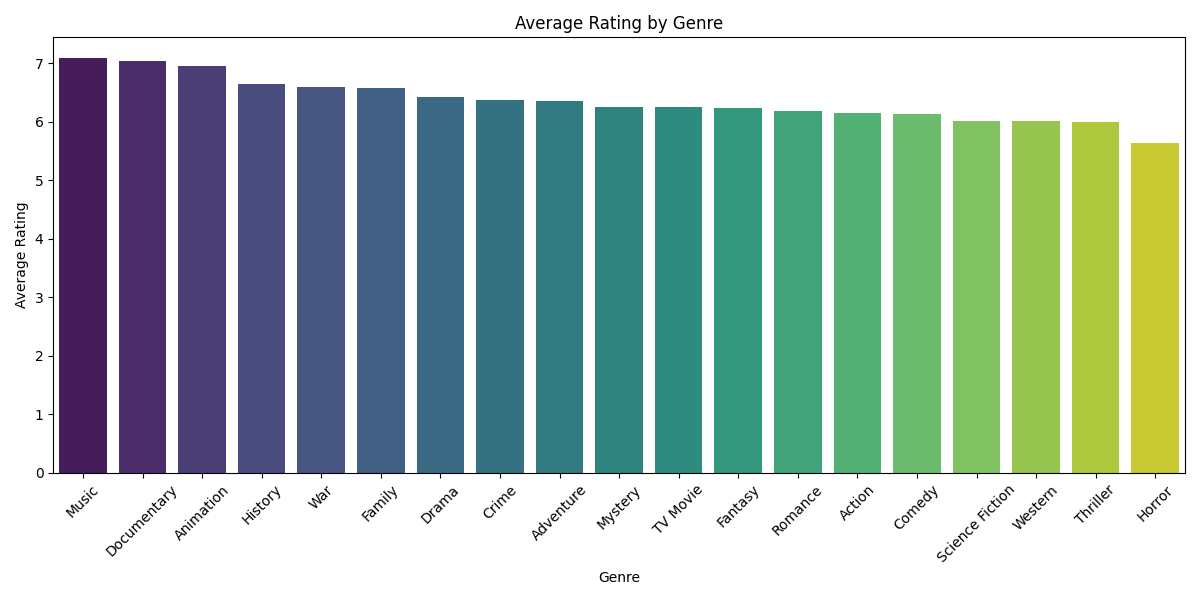 Average Rating by Genre
Average Rating
7
6
5
4
3
2
1
0
Music
Documentary
Animation
History
War
Family
Drama
Crime
Adventure
Mystery
TV Movie
Fantasy
Romance
Action
Comedy
Science Fiction
Western
Thriller
Horror
Genre